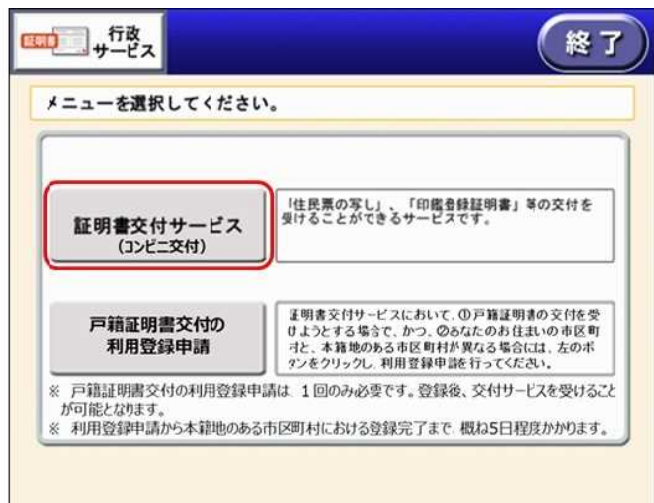 証明書
行政
サービス
終了
メニューを選択してください。
証明書交付サービス
(コンビニ交付)
「住民票の写し」、「印鑑登録証明書」等の交付を
受けることができるサービスです。
戸籍証明書交付の
利用登録申請
証明書交付サービスにおいて、①戸籍証明書の交付を受
けようとする場合で、かつ、②あなたのお住まいの市区町
村と、本籍地のある市区町村が異なる場合には、左のボ
タンをクリックし、利用登録申請を行ってください。
※ 戸籍証明書交付の利用登録申請は、1回のみ必要です。登録後、交付サービスを受けること
が可能となります。
※ 利用登録申請から本籍地のある市区町村における登録完了まで、概ね5日程度かかります。